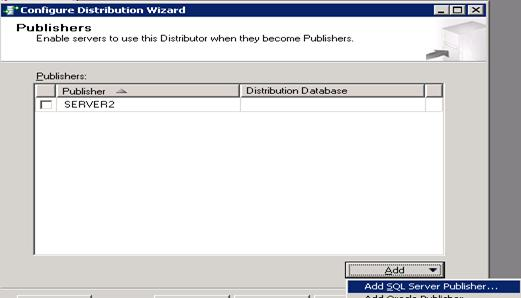 Configure Distribution Wizard
Publishers
Enable servers to use this Distributor when they become Publishers.
Publishers:
Publisher Distribution Database
SERVER2
Add
Add SQL Server Publisher...
Add Oracle Publisher